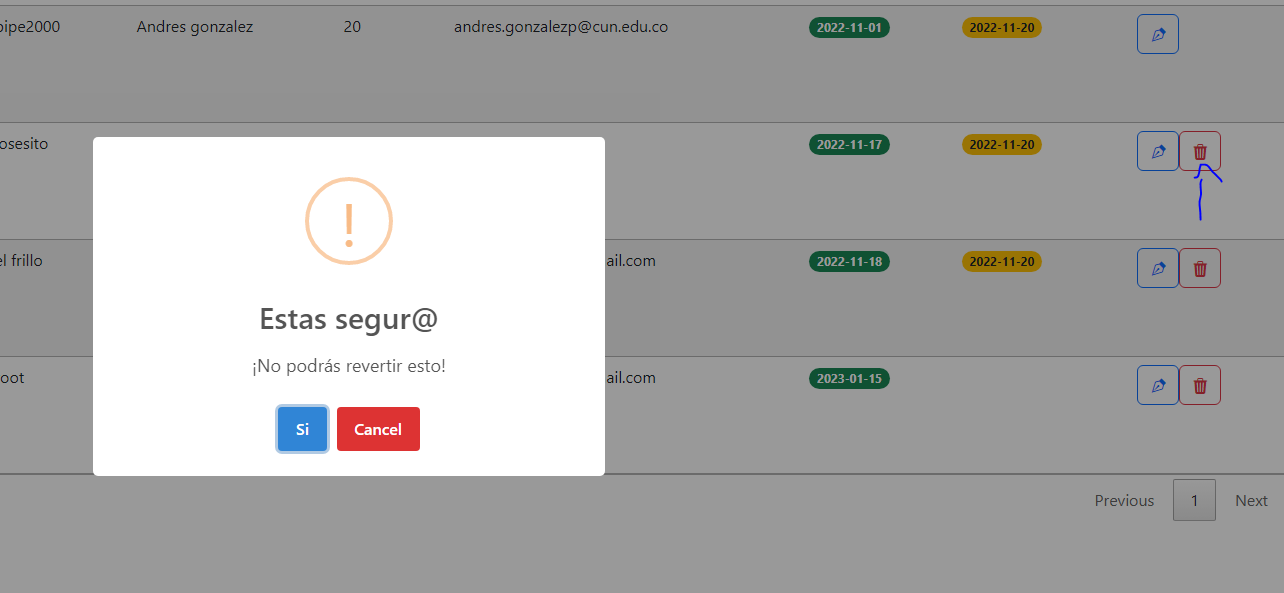 pipe2000 Andres gonzalez 20 andres.gonzalezp@cun.edu.co 2022-11-01 2022-11-20
osesito 2022-11-17 2022-11-20
el frillo ail.com 2022-11-18 2022-11-20
oot ail.com 2023-01-15
Estas segur@
¡No podrás revertir esto!
Si Cancel
Previous 1 Next